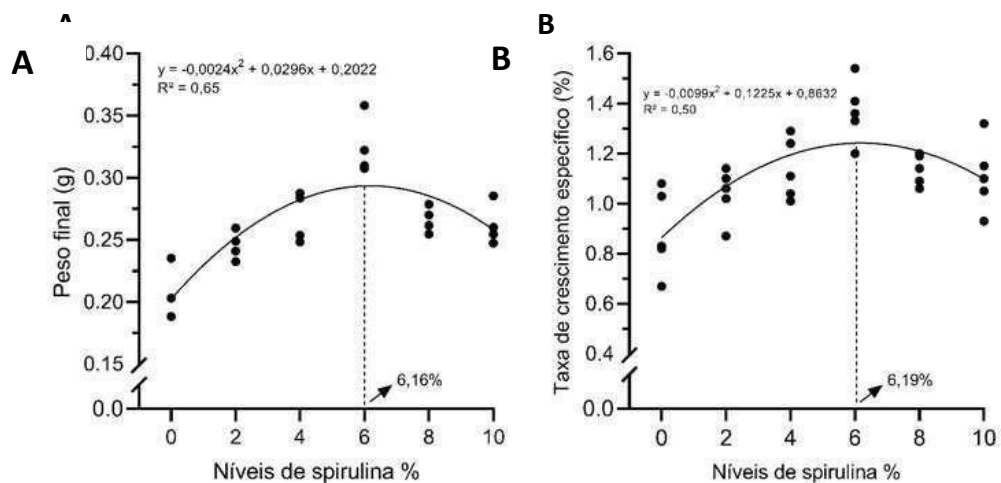 A
B
A
B
0.40
y = -0,0024x² + 0,0296x + 0,2022
R² = 0,65
0.35
0.30
0.25
0.20
0.15
0.0
Peso final (g)
6,16%
0 2 4 6 8 10
Níveis de spirulina %
1.6
y = -0,0099x² + 0,1225x + 0,8632
R² = 0,50
1.4
1.2
1.0
0.8
0.6
0.4
0.0
Taxa de crescimento específico (%)
6,19%
0 2 4 6 8 10
Níveis de spirulina %